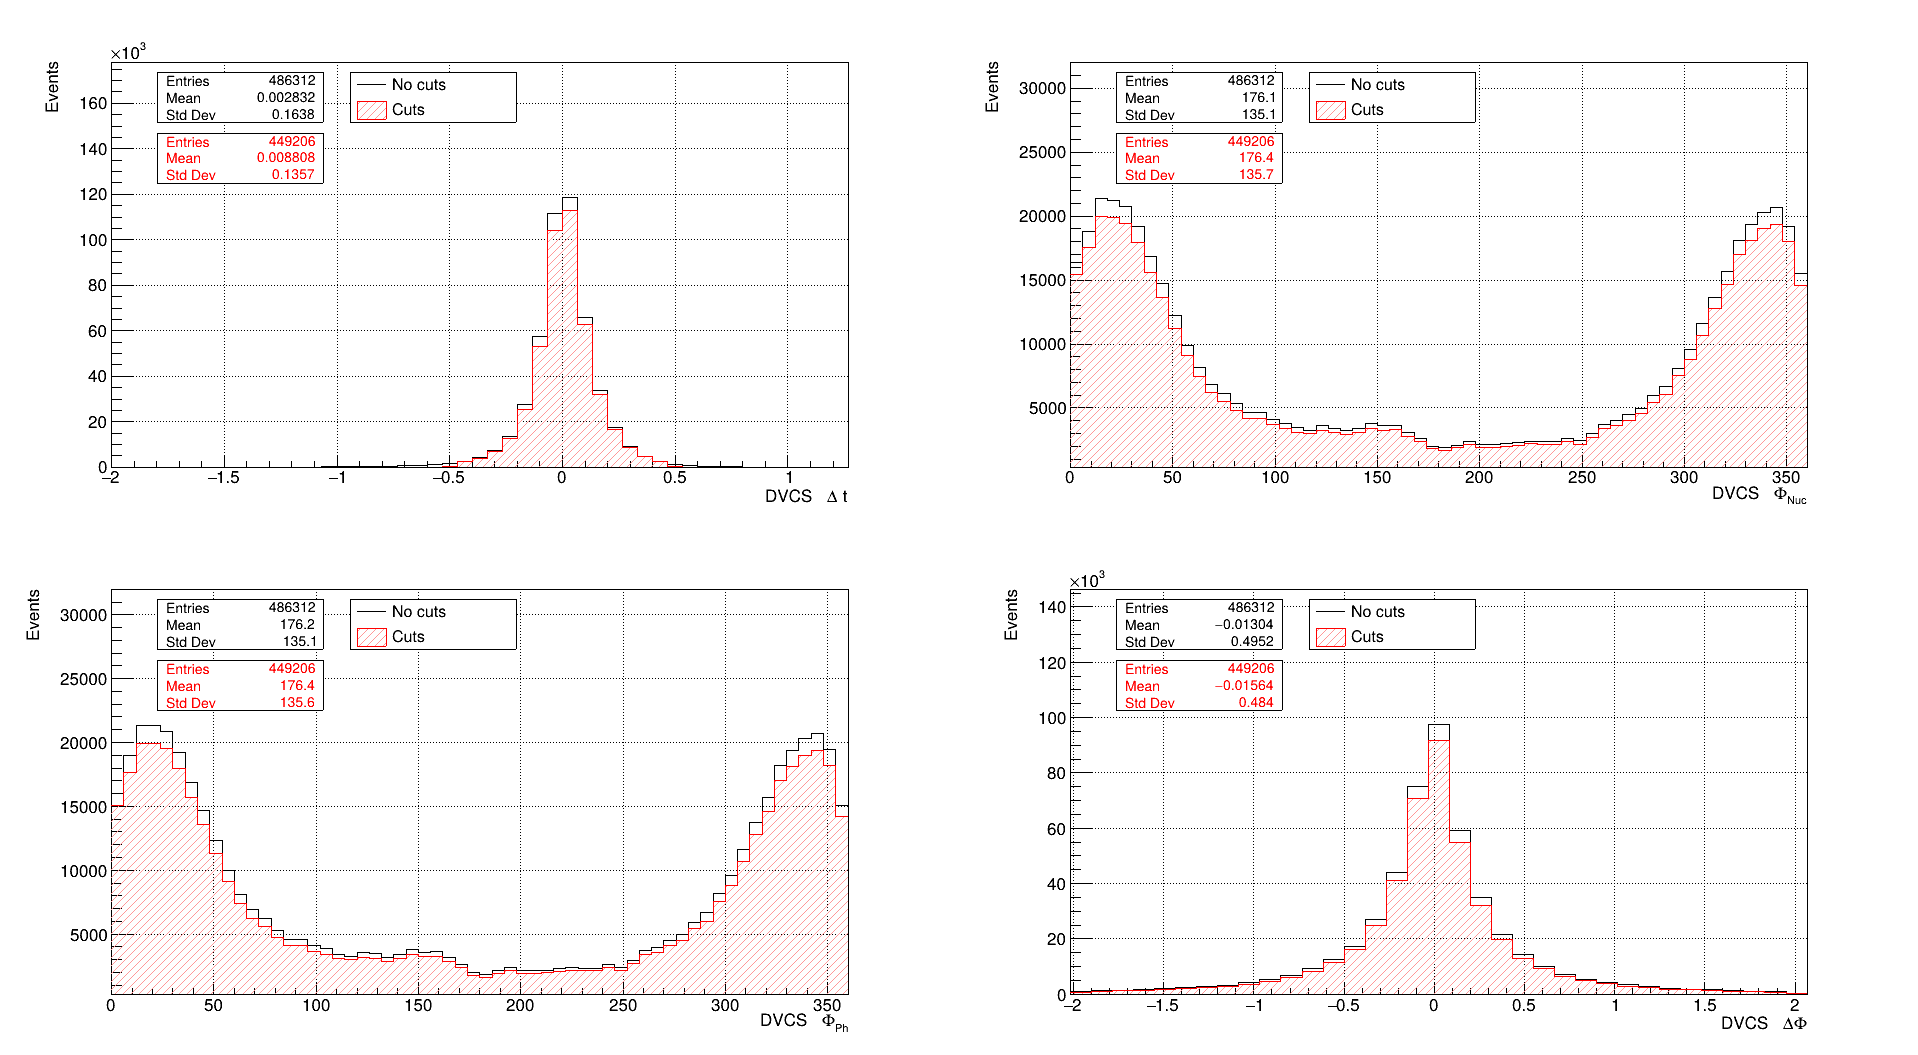 ×10³
Events
Entries 486312
Mean 0.002832
Std Dev 0.1638
No cuts
Cuts
Entries 449206
Mean 0.008808
Std Dev 0.1357
160
140
120
100
80
60
40
20
0
−2 −1.5 −1 −0.5 0 0.5 1
DVCS Δ t
Events
Entries 486312
Mean 176.1
Std Dev 135.1
No cuts
Cuts
Entries 449206
Mean 176.4
Std Dev 135.7
30000
25000
20000
15000
10000
5000
0 50 100 150 200 250 300 350
DVCS Φ_Nuc
Events
Entries 486312
Mean 176.2
Std Dev 135.1
No cuts
Cuts
Entries 449206
Mean 176.4
Std Dev 135.6
30000
25000
20000
15000
10000
5000
0 50 100 150 200 250 300 350
DVCS Φ_Ph
×10³
Events
Entries 486312
Mean −0.01304
Std Dev 0.4952
No cuts
Cuts
Entries 449206
Mean −0.01564
Std Dev 0.484
140
120
100
80
60
40
20
0
−2 −1.5 −1 −0.5 0 0.5 1 1.5 2
DVCS ΔΦ